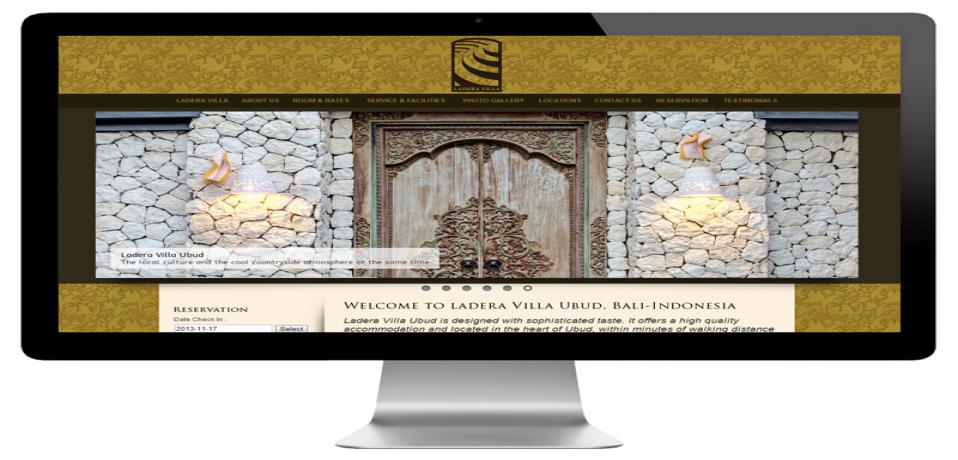 LADERA VILLA
LADERA VILLA ABOUT US ROOM & RATES SERVICE & FACILITIES PHOTO GALLERY LOCATIONS CONTACT US RESERVATION TESTIMONIALS
Ladera Villa Ubud
The local culture and the cool countryside atmosphere at the same time
Reservation
Date Check In :
2013-11-17 Select
Welcome to ladera Villa Ubud, Bali-Indonesia
Ladera Villa Ubud is designed with sophisticated taste. It offers a high quality
accommodation and located in the heart of Ubud, within minutes of walking distance